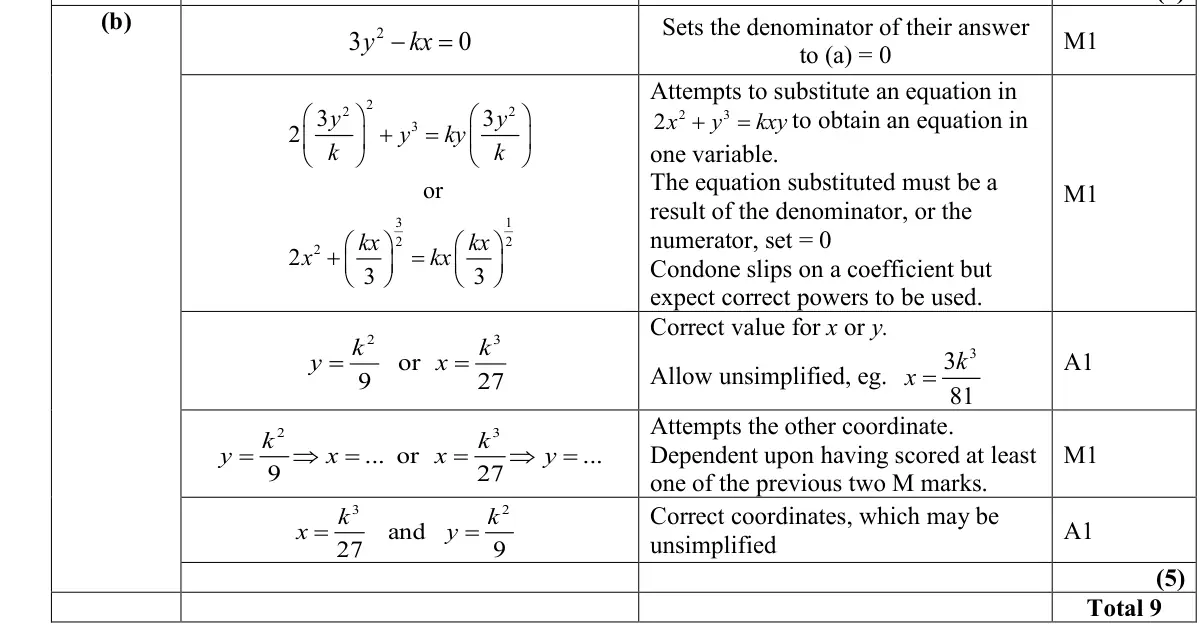 (b)
3y² − kx = 0
Sets the denominator of their answer
to (a) = 0
M1
2(3y²/k)² + y³ = ky(3y²/k)
or
2x² + (kx/3)^(3/2) = kx(kx/3)^(1/2)
Attempts to substitute an equation in
2x² + y³ = kxy to obtain an equation in
one variable.
The equation substituted must be a
result of the denominator, or the
numerator, set = 0
Condone slips on a coefficient but
expect correct powers to be used.
M1
y = k²/9 or x = k³/27
Correct value for x or y.
Allow unsimplified, eg. x = 3k³/81
A1
y = k²/9 ⇒ x = ... or x = k³/27 ⇒ y = ...
Attempts the other coordinate.
Dependent upon having scored at least
one of the previous two M marks.
M1
x = k³/27 and y = k²/9
Correct coordinates, which may be
unsimplified
A1
(5)
Total 9